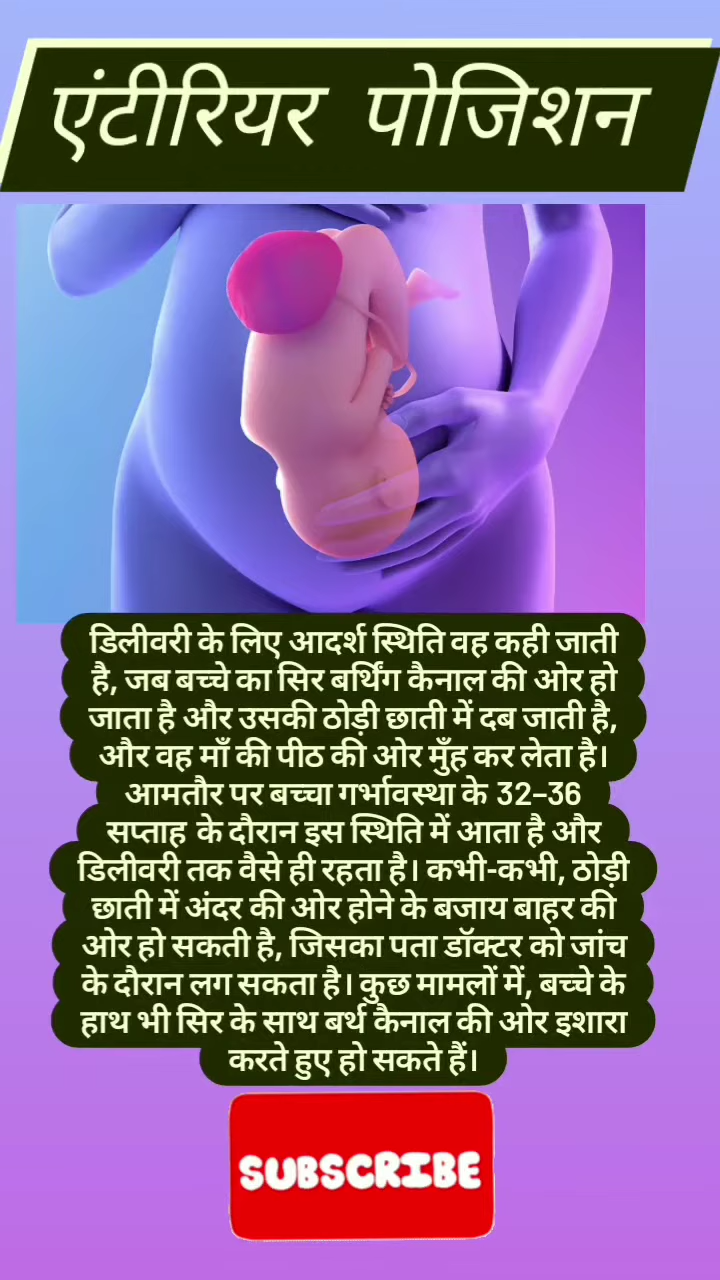 एंटीरियर पोजिशन
डिलीवरी के लिए आदर्श स्थिति वह कही जाती
है, जब बच्चे का सिर बर्थिंग कैनाल की ओर हो
जाता है और उसकी ठोड़ी छाती में दब जाती है,
और वह माँ की पीठ की ओर मुँह कर लेता है।
आमतौर पर बच्चा गर्भावस्था के 32–36
सप्ताह के दौरान इस स्थिति में आता है और
डिलीवरी तक वैसे ही रहता है। कभी-कभी, ठोड़ी
छाती में अंदर की ओर होने के बजाय बाहर की
ओर हो सकती है, जिसका पता डॉक्टर को जांच
के दौरान लग सकता है। कुछ मामलों में, बच्चे के
हाथ भी सिर के साथ बर्थ कैनाल की ओर इशारा
करते हुए हो सकते हैं।
SUBSCRIBE